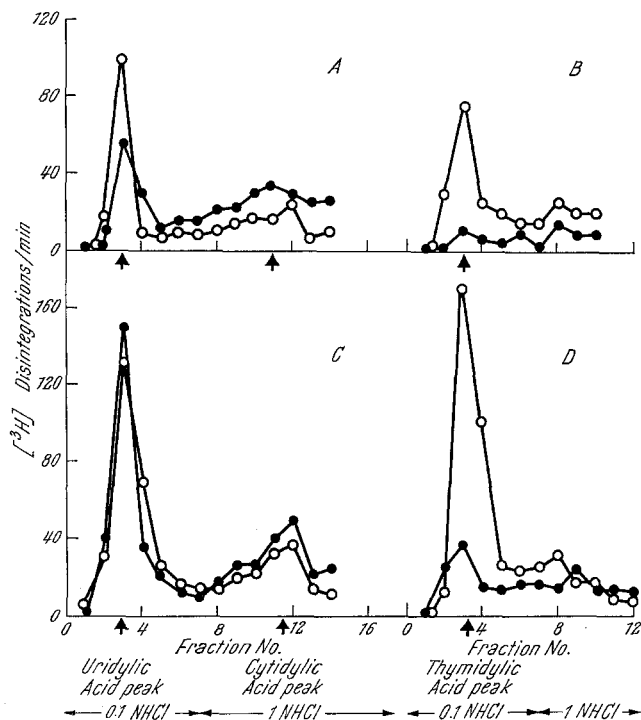 120
A
B
80
40
0
[³H] Disintegrations/min
160
C
D
120
80
40
0
0 4 8 12 16 0 4 8 12
Fraction No. Fraction No.
Uridylic Acid peak
Cytidylic Acid peak
Thymidylic Acid peak
0.1 NHCl 1 NHCl 0.1 NHCl 1 NHCl